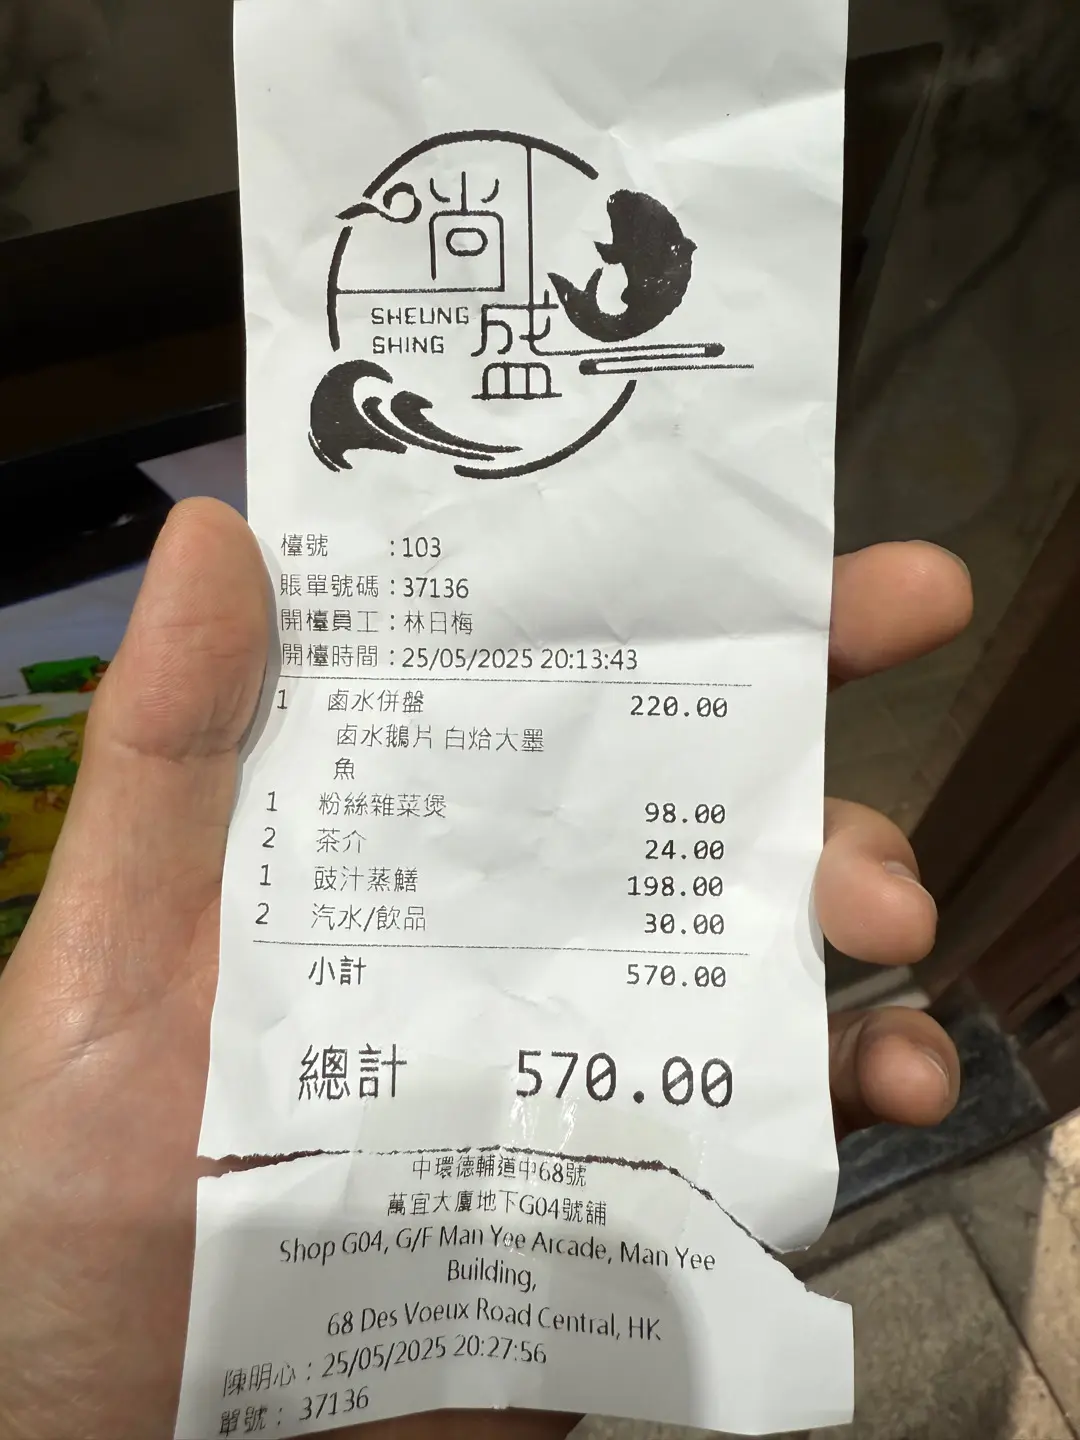 尚盛
SHEUNG
SHING
檯號 :103
賬單號碼 :37136
開檯員工 :林日梅
開檯時間 :25/05/2025 20:13:43
1 鹵水併盤 220.00
鹵水鵝片 白烚大墨
魚
1 粉絲雜菜煲 98.00
2 茶介 24.00
1 豉汁蒸鱔 198.00
2 汽水/飲品 30.00
小計 570.00
總計 570.00
中環德輔道中68號
萬宜大廈地下G04號舖
Shop G04, G/F Man Yee Arcade, Man Yee
Building,
68 Des Voeux Road Central, HK
陳明心 : 25/05/2025 20:27:56
單號 : 37136